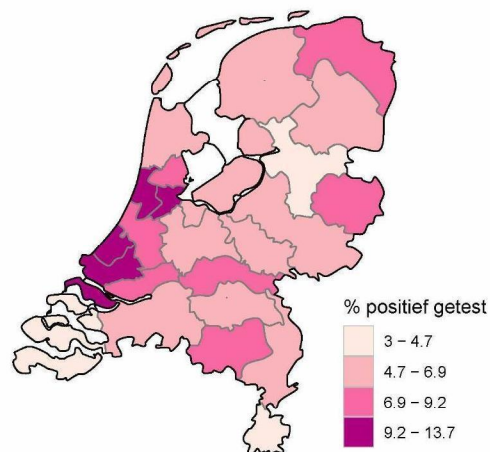 % positief getest
3 – 4.7
4.7 – 6.9
6.9 – 9.2
9.2 – 13.7